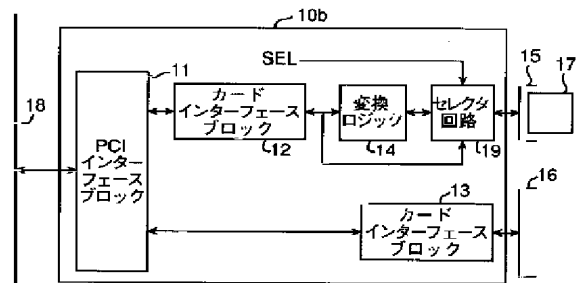 10b
SEL
11
15
17
カード
インターフェース
ブロック
12
変換
ロジッシ
14
セレクタ
回路
19
18
PCI
インター
フェース
ブロック
16
13
カード
インターフェース
ブロック